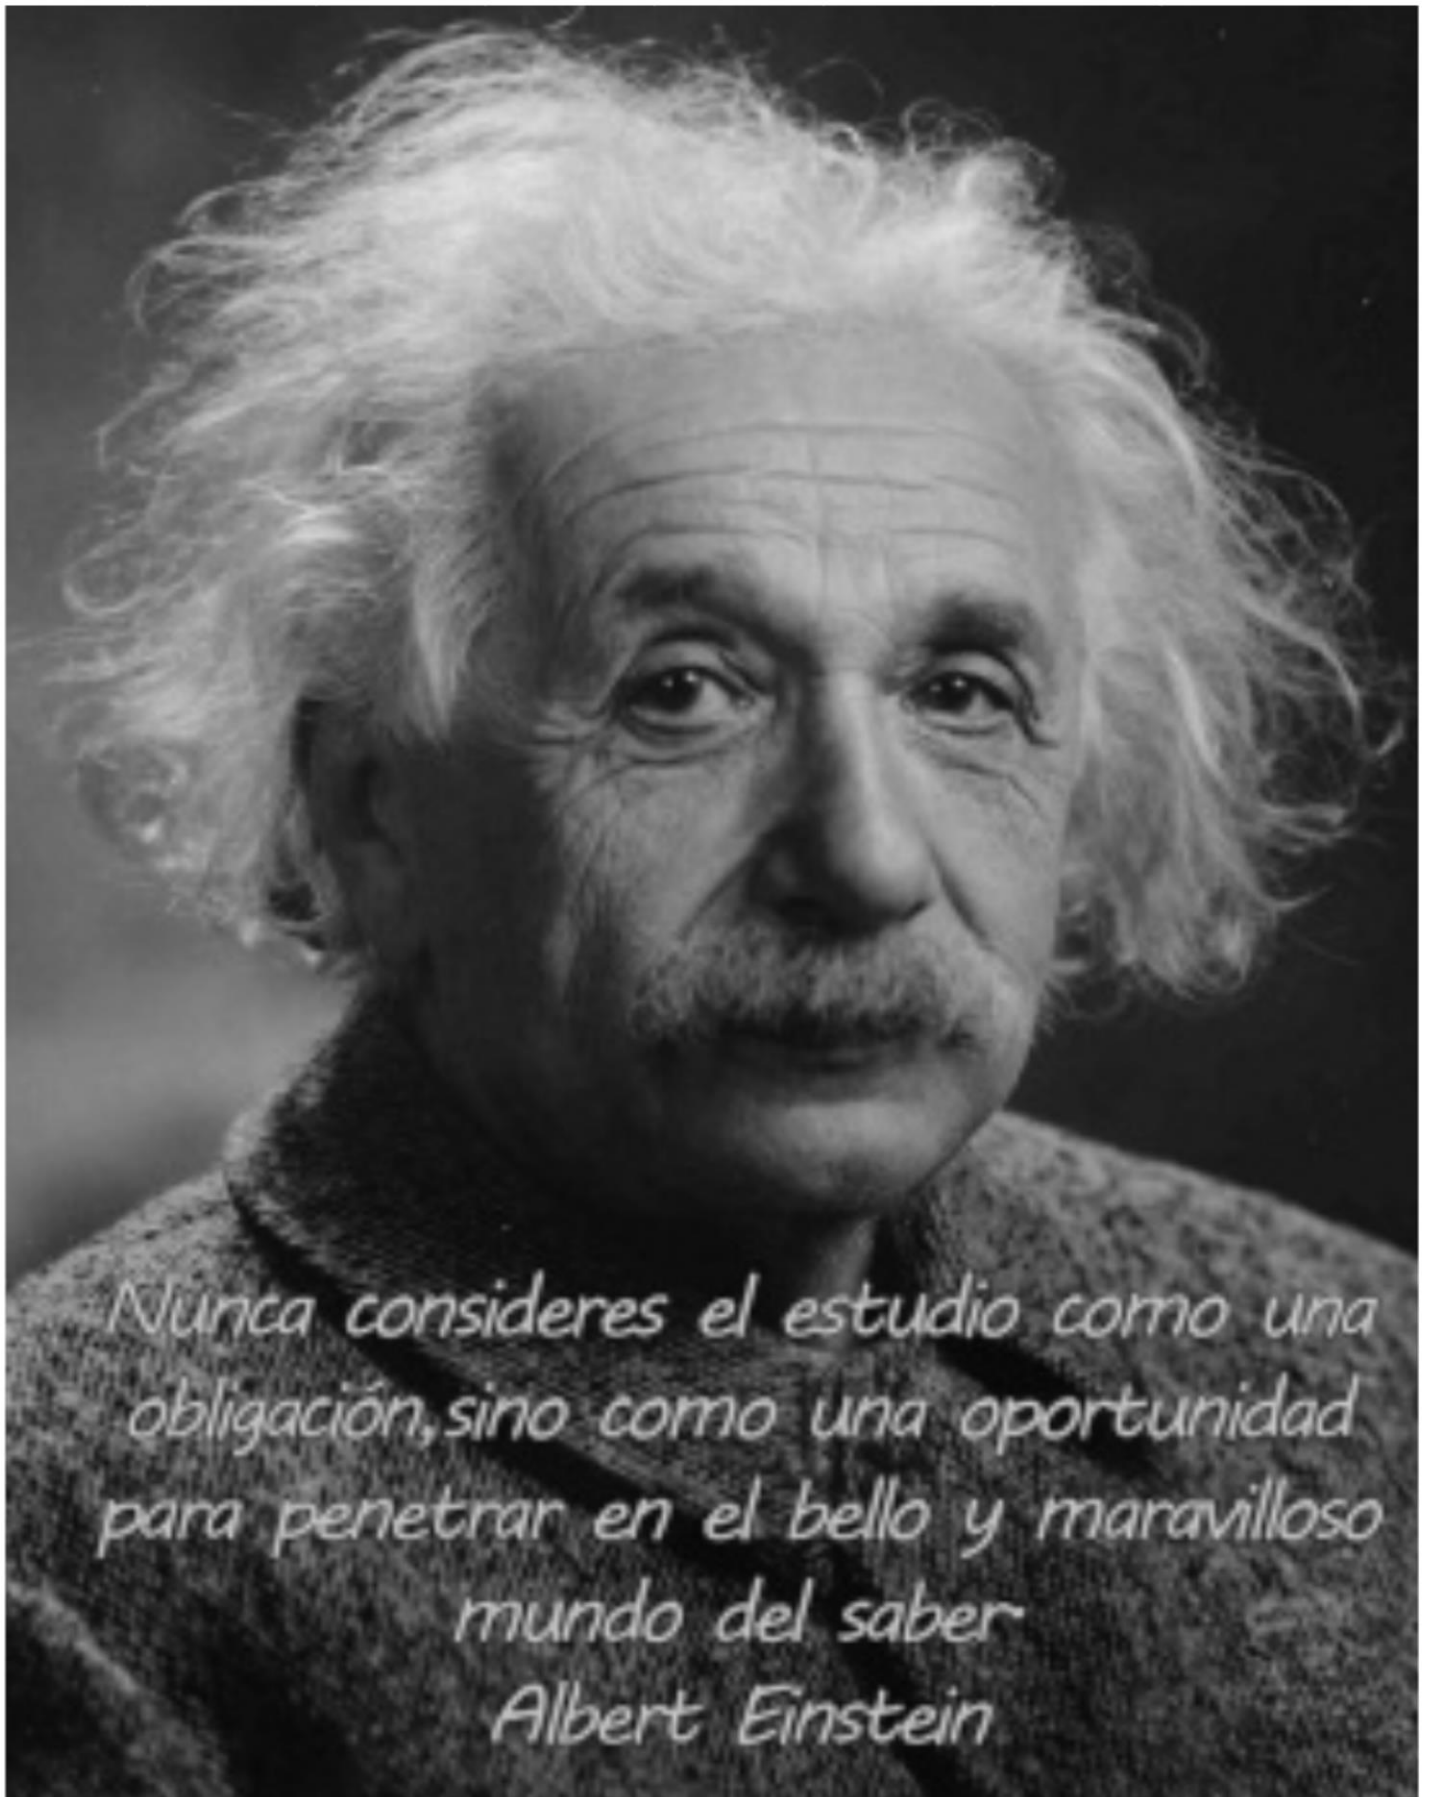 Nunca consideres el estudio como una
obligación,sino como una oportunidad
para penetrar en el bello y maravilloso
mundo del saber
Albert Einstein